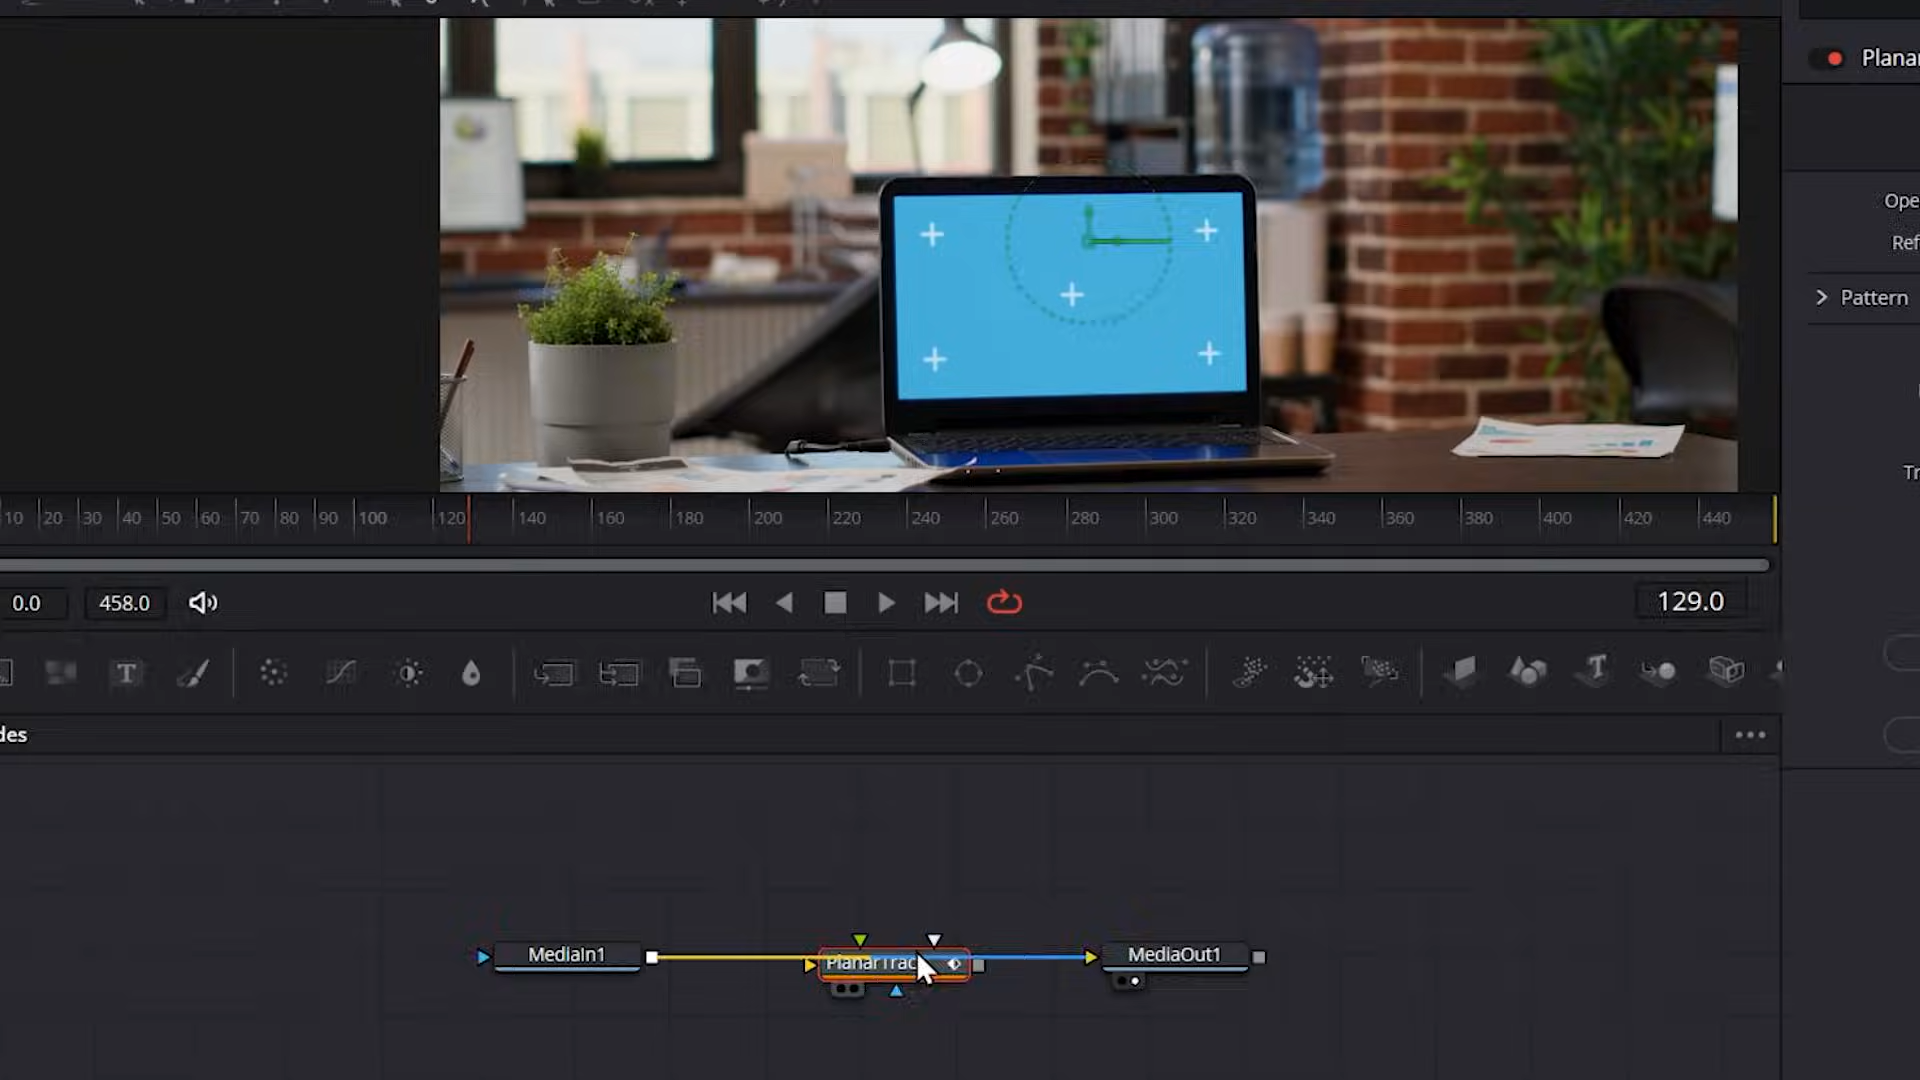 Planar
Ope
Ref
Pattern
Tr
10 20 30 40 50 60 70 80 90 100 120 140 160 180 200 220 240 260 280 300 320 340 360 380 400 420 440
0.0 458.0 129.0
T
T
des
MediaIn1 PlanarTrac MediaOut1